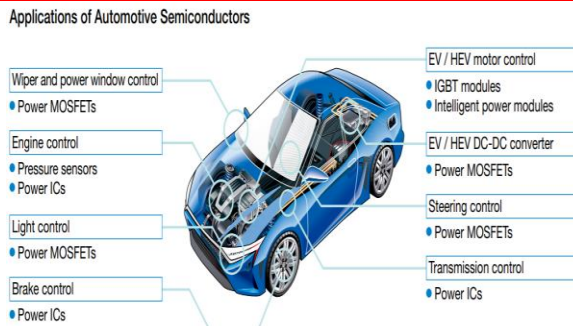 Applications of Automotive Semiconductors
Wiper and power window control
• Power MOSFETs
Engine control
• Pressure sensors
• Power ICs
Light control
• Power MOSFETs
Brake control
• Power ICs
EV / HEV motor control
• IGBT modules
• Intelligent power modules
EV / HEV DC-DC converter
• Power MOSFETs
Steering control
• Power MOSFETs
Transmission control
• Power ICs